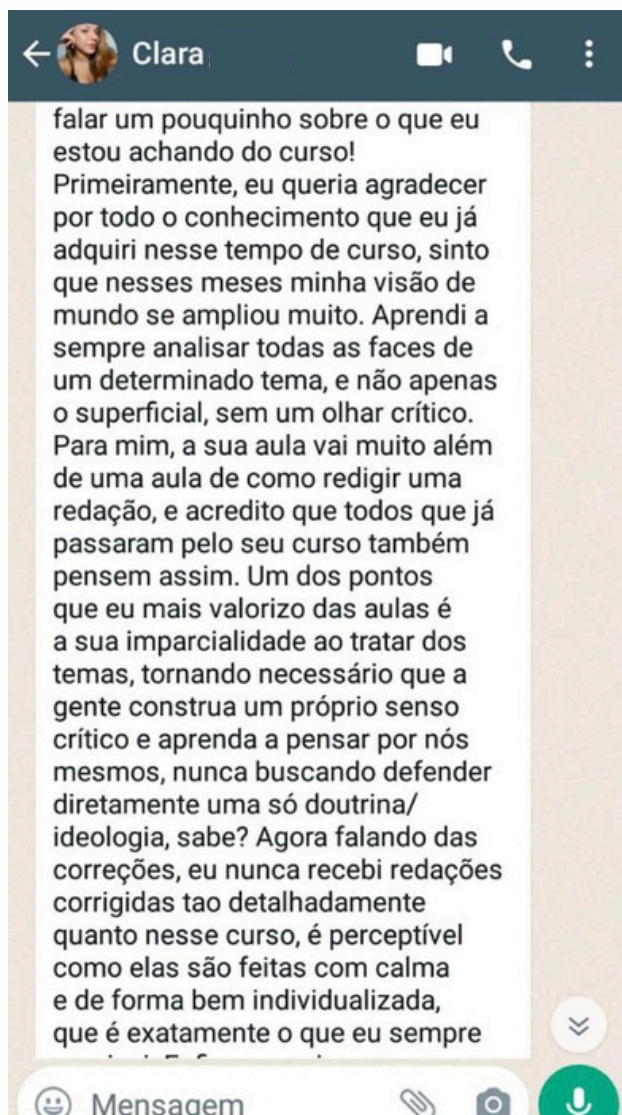 Clara
falar um pouquinho sobre o que eu
estou achando do curso!
Primeiramente, eu queria agradecer
por todo o conhecimento que eu já
adquiri nesse tempo de curso, sinto
que nesses meses minha visão de
mundo se ampliou muito. Aprendi a
sempre analisar todas as faces de
um determinado tema, e não apenas
o superficial, sem um olhar crítico.
Para mim, a sua aula vai muito além
de uma aula de como redigir uma
redação, e acredito que todos que já
passaram pelo seu curso também
pensem assim. Um dos pontos
que eu mais valorizo das aulas é
a sua imparcialidade ao tratar dos
temas, tornando necessário que a
gente construa um próprio senso
crítico e aprenda a pensar por nós
mesmos, nunca buscando defender
diretamente uma só doutrina/
ideologia, sabe? Agora falando das
correções, eu nunca recebi redações
corrigidas tao detalhadamente
quanto nesse curso, é perceptível
como elas são feitas com calma
e de forma bem individualizada,
que é exatamente o que eu sempre
Mensagem